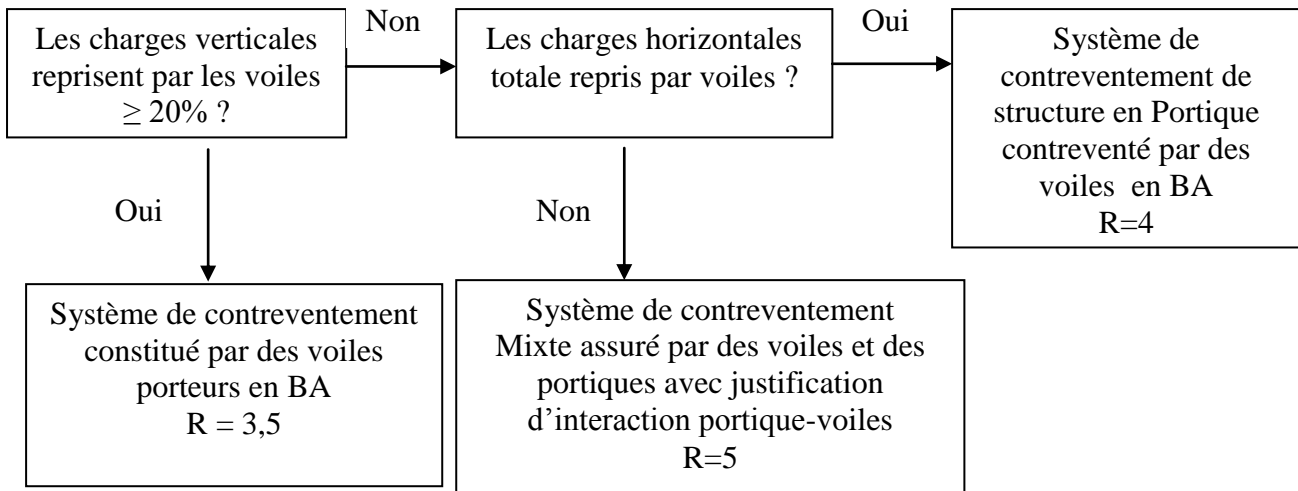 Les charges verticales
reprisent par les voiles
≥ 20% ?
Non
Les charges horizontales
totale repris par voiles ?
Oui
Système de
contreventement de
structure en Portique
contreventé par des
voiles en BA
R=4
Oui
Non
Système de contreventement
constitué par des voiles
porteurs en BA
R = 3,5
Système de contreventement
Mixte assuré par des voiles et des
portiques avec justification
d’interaction portique-voiles
R=5